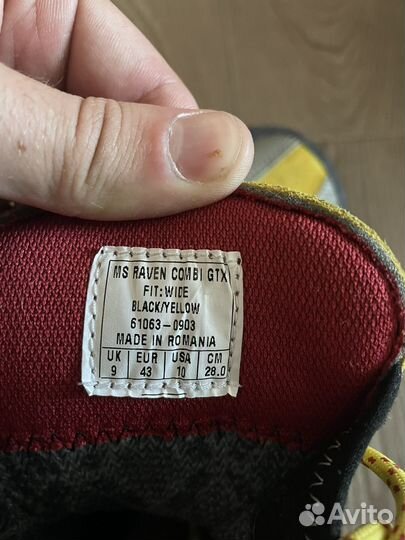 MS RAVEN COMBI GTX
FIT: WIDE
BLACK/YELLOW
61063-0903
MADE IN ROMANIA
UK EUR USA CM
9 43 10 28.0
Avito